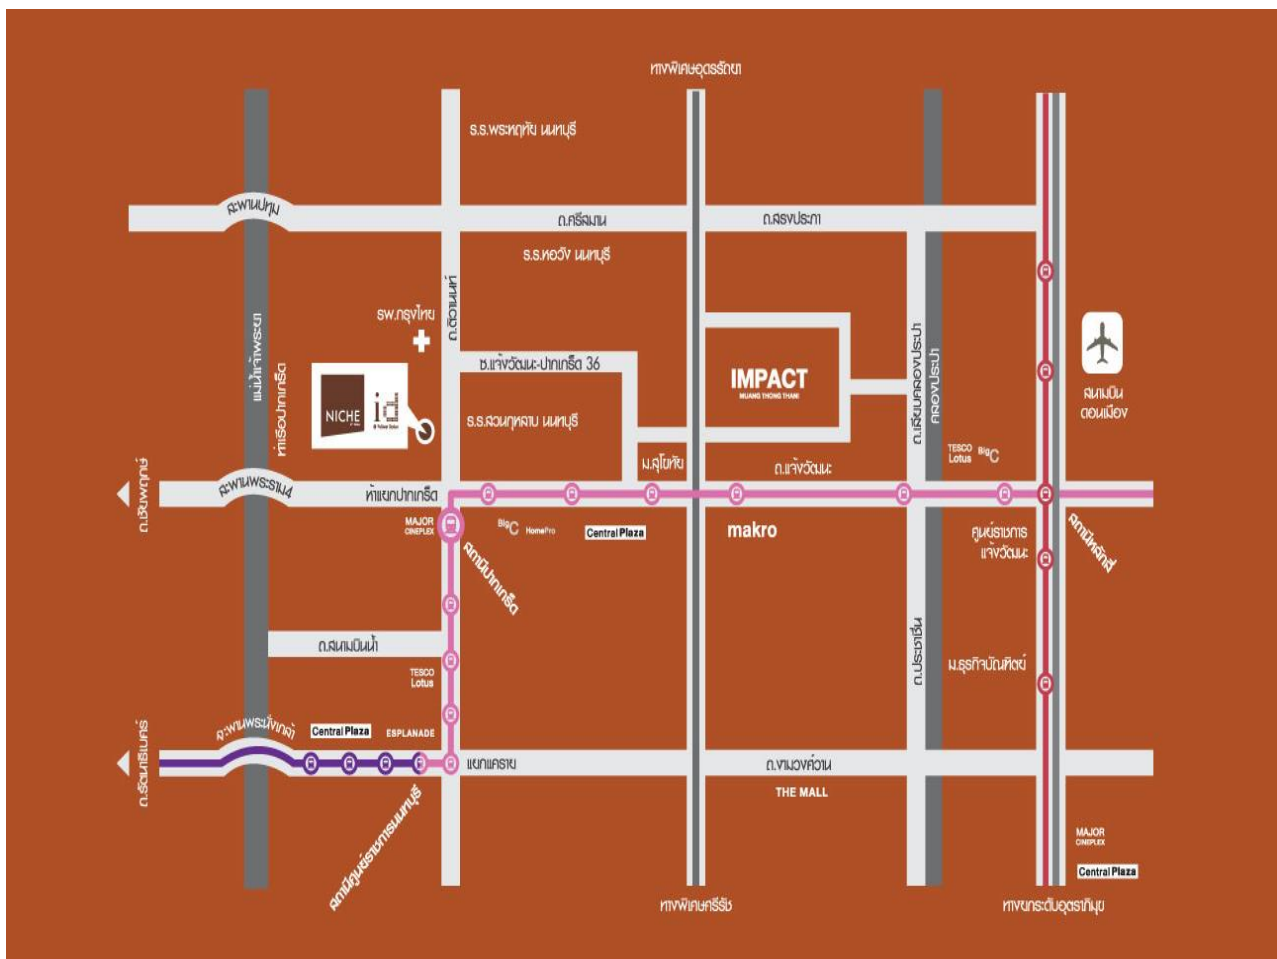 ทางพิเศษอุดรรัถยา
ร.ร.พระหฤทัย นนทบุรี
สะพานปทุม
ถ.ศรีสมาน
ถ.สรงประภา
ร.ร.หอวัง นนทบุรี
ถ.ติวานนท์
รพ.กรุงไทย
แม่น้ำเจ้าพระยา
ท่าเรือปากเกร็ด
ซ.แจ้งวัฒนะ-ปากเกร็ด 36
IMPACT
MUANG THONG THANI
ถ.เลียบคลองประปา
คลองประปา
สนามบิน
ดอนเมือง
NICHE
id
ร.ร.สวนกุหลาบ นนทบุรี
ม.สุโขทัย
ถ.แจ้งวัฒนะ
TESCO
Lotus
BigC
ถ.ชัยพฤกษ์
สะพานพระราม4
ห้าแยกปากเกร็ด
MAJOR
CINEPLEX
BigC
HomePro
CentralPlaza
makro
ศูนย์ราชการ
แจ้งวัฒนะ
สถานีหลักสี่
สถานีปากเกร็ด
ถ.สนามบินน้ำ
TESCO
Lotus
ถ.ประชาชื่น
ม.ธุรกิจบัณฑิตย์
สะพานพระนั่งเกล้า
CentralPlaza
ESPLANADE
ถ.รัตนาธิเบศร์
แยกแคราย
ถ.งามวงศ์วาน
THE MALL
สถานีศูนย์ราชการนนทบุรี
MAJOR
CINEPLEX
CentralPlaza
ทางพิเศษศรีรัช
ทางยกระดับอุตราภิมุข